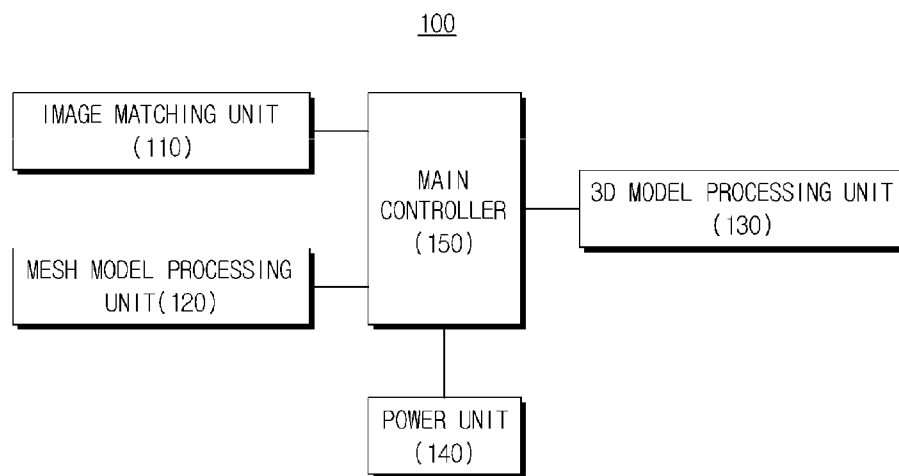 100
IMAGE MATCHING UNIT
(110)
MAIN
CONTROLLER
(150)
3D MODEL PROCESSING UNIT
(130)
MESH MODEL PROCESSING
UNIT(120)
POWER UNIT
(140)